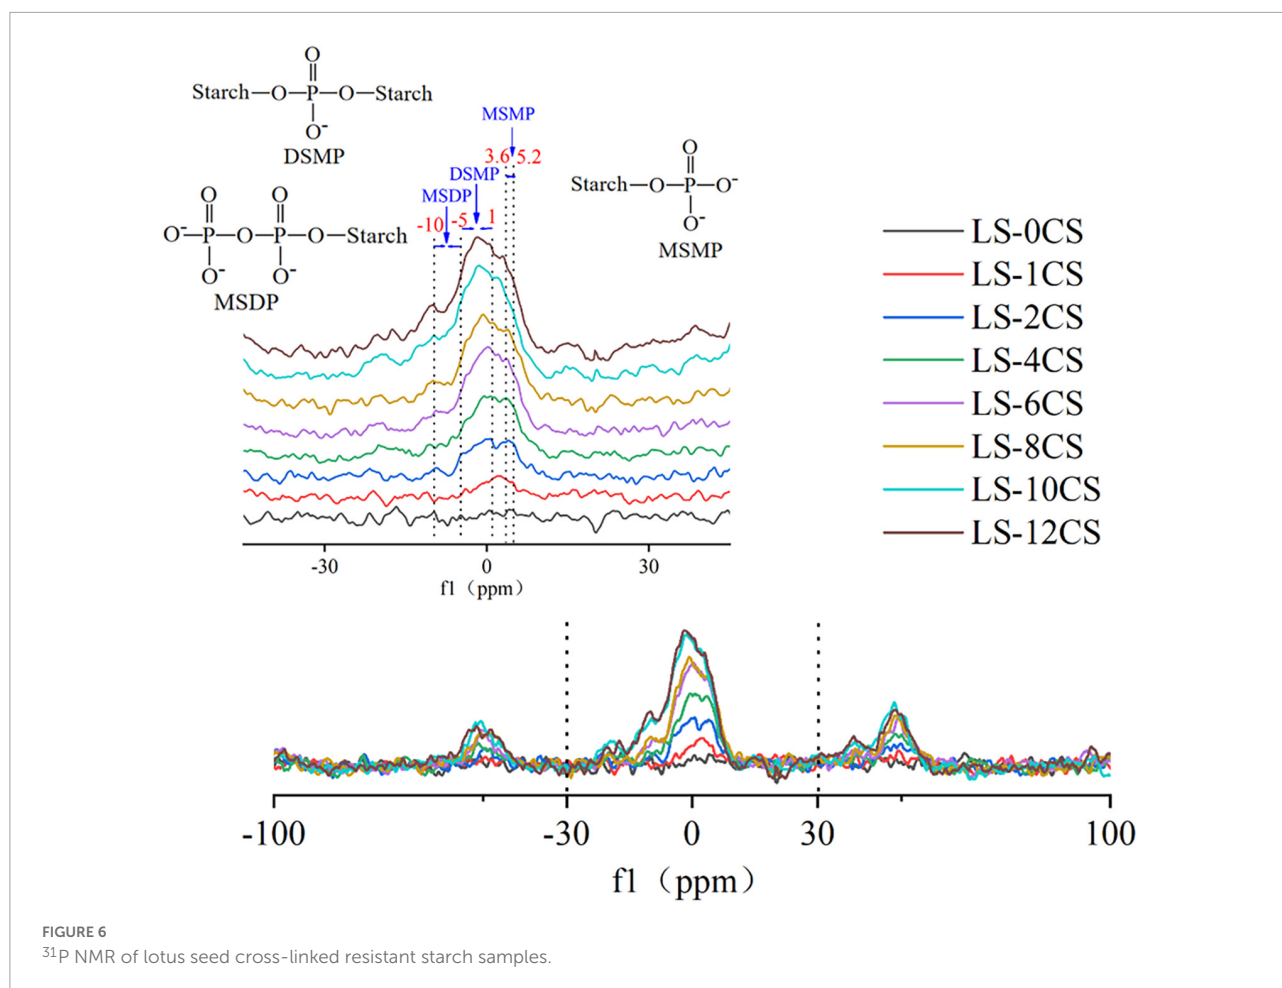 O
Starch—O—P—O—Starch
O⁻
DSMP
O O
O⁻—P—O—P—O—Starch
O⁻ O⁻
MSDP
MSMP
3.6 5.2
DSMP
MSDP
-10 -5 1
O
Starch—O—P—O⁻
O⁻
MSMP
LS-0CS
LS-1CS
LS-2CS
LS-4CS
LS-6CS
LS-8CS
LS-10CS
LS-12CS
-30 0 30
f1（ppm）
-100 -30 0 30 100
f1（ppm）
FIGURE 6
³¹P NMR of lotus seed cross-linked resistant starch samples.